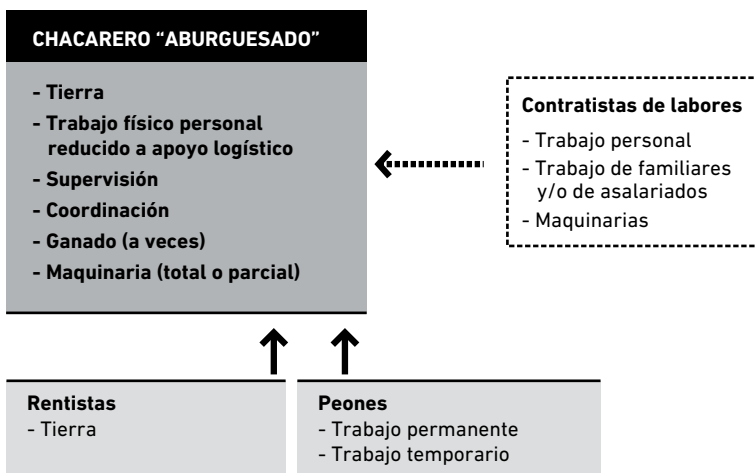 CHACARERO “ABURGUESADO”
- Tierra
- Trabajo físico personal
reducido a apoyo logístico
- Supervisión
- Coordinación
- Ganado (a veces)
- Maquinaria (total o parcial)
Contratistas de labores
- Trabajo personal
- Trabajo de familiares
y/o de asalariados
- Maquinarias
Rentistas
- Tierra
Peones
- Trabajo permanente
- Trabajo temporario